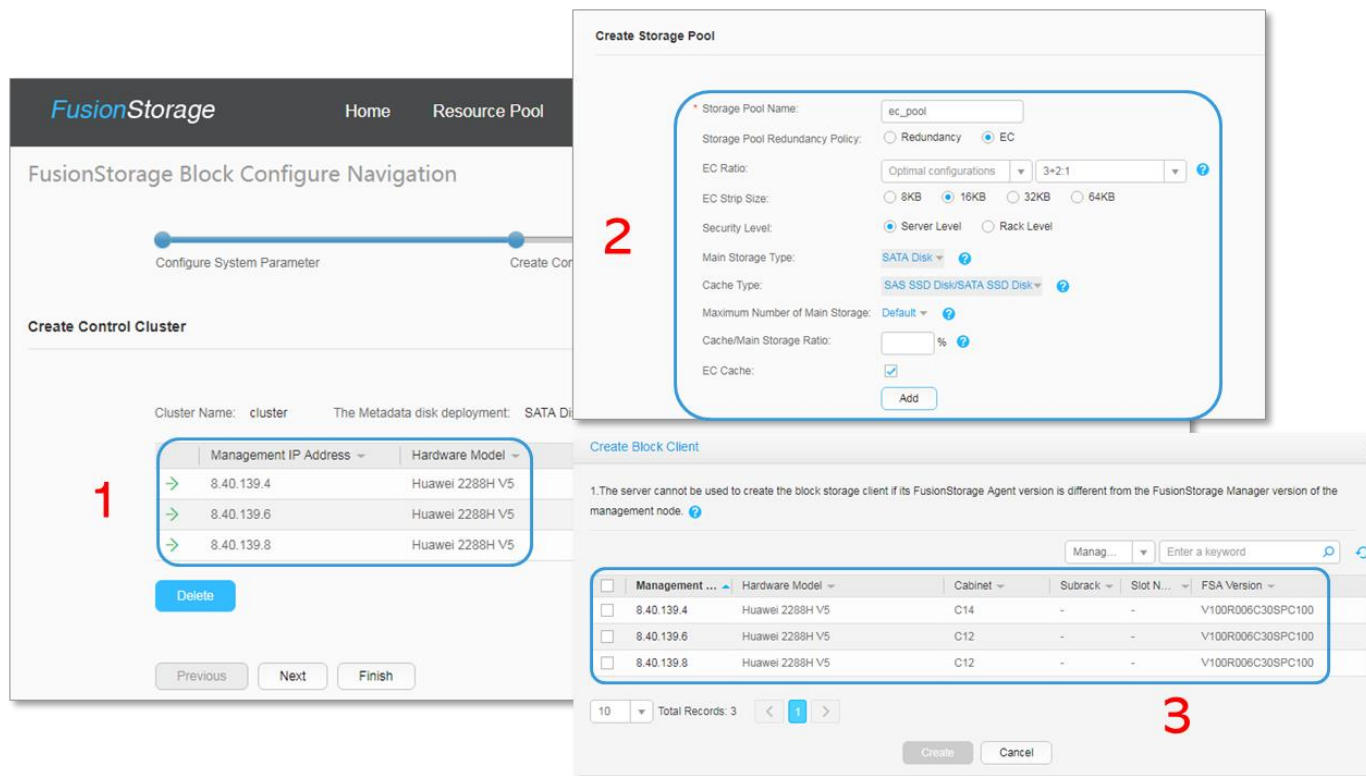 FusionStorage Home Resource Pool
FusionStorage Block Configure Navigation
Configure System Parameter Create Con
Create Control Cluster
Cluster Name: cluster The Metadata disk deployment: SATA Di
Management IP Address Hardware Model
8.40.139.4 Huawei 2288H V5
8.40.139.6 Huawei 2288H V5
8.40.139.8 Huawei 2288H V5
1
Delete
Previous Next Finish
Create Storage Pool
* Storage Pool Name: ec_pool
Storage Pool Redundancy Policy: Redundancy EC
EC Ratio: Optimal configurations 3+2:1 ?
EC Strip Size: 8KB 16KB 32KB 64KB
Security Level: Server Level Rack Level
Main Storage Type: SATA Disk ?
Cache Type: SAS SSD Disk/SATA SSD Disk ?
Maximum Number of Main Storage: Default ?
Cache/Main Storage Ratio: % ?
EC Cache:
Add
2
Create Block Client
1.The server cannot be used to create the block storage client if its FusionStorage Agent version is different from the FusionStorage Manager version of the
management node. ?
Manag... Enter a keyword
Management ... Hardware Model Cabinet Subrack Slot N... FSA Version
8.40.139.4 Huawei 2288H V5 C14 - - V100R006C30SPC100
8.40.139.6 Huawei 2288H V5 C12 - - V100R006C30SPC100
8.40.139.8 Huawei 2288H V5 C12 - - V100R006C30SPC100
10 Total Records: 3 < 1 >
3
Create Cancel